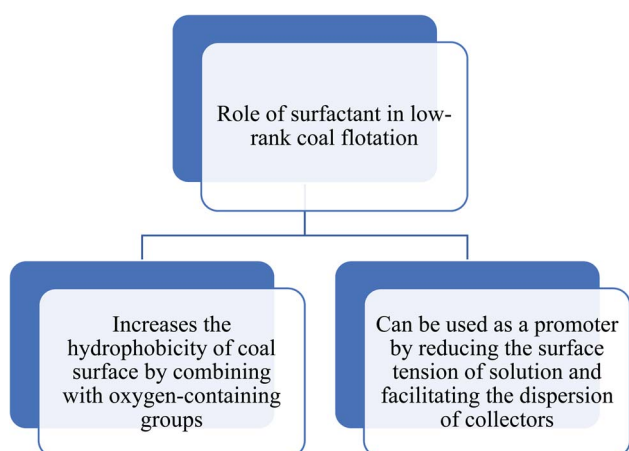 Role of surfactant in low-
rank coal flotation
Increases the
hydrophobicity of coal
surface by combining
with oxygen-containing
groups
Can be used as a promoter
by reducing the surface
tension of solution and
facilitating the dispersion
of collectors